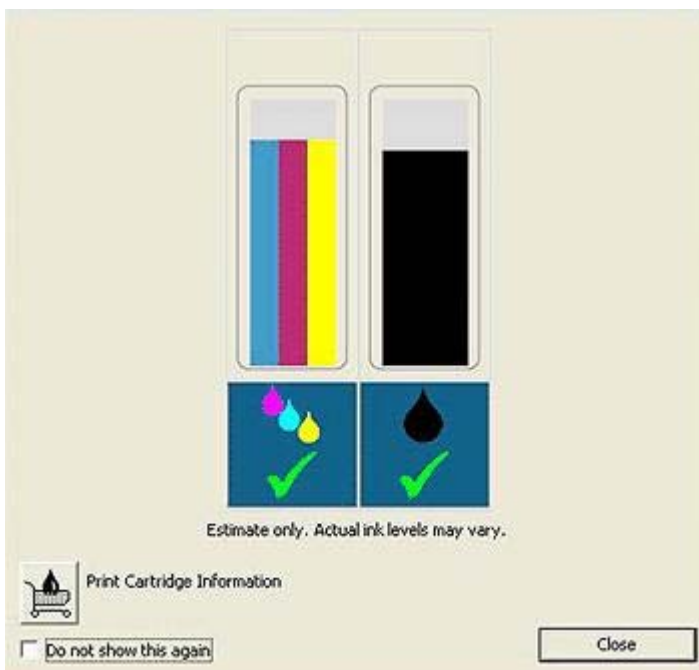 Estimate only. Actual ink levels may vary.
Print Cartridge Information
Do not show this again
Close